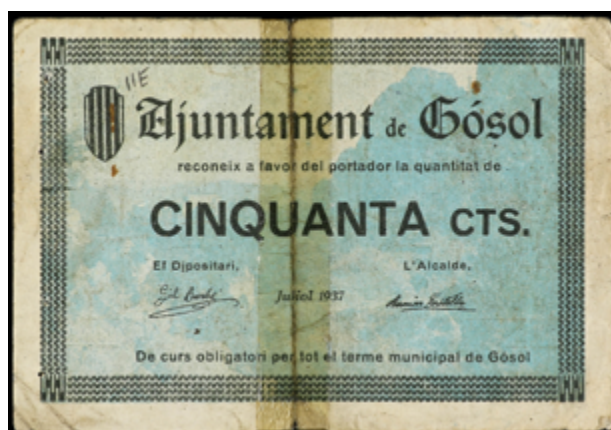 11E
Ajuntament de Gósol
reconeix a favor del portador la quantitat de
CINQUANTA CTS.
El Dipositari, L'Alcalde,
Juliol 1937
De curs obligatori per tot el terme municipal de Gósol